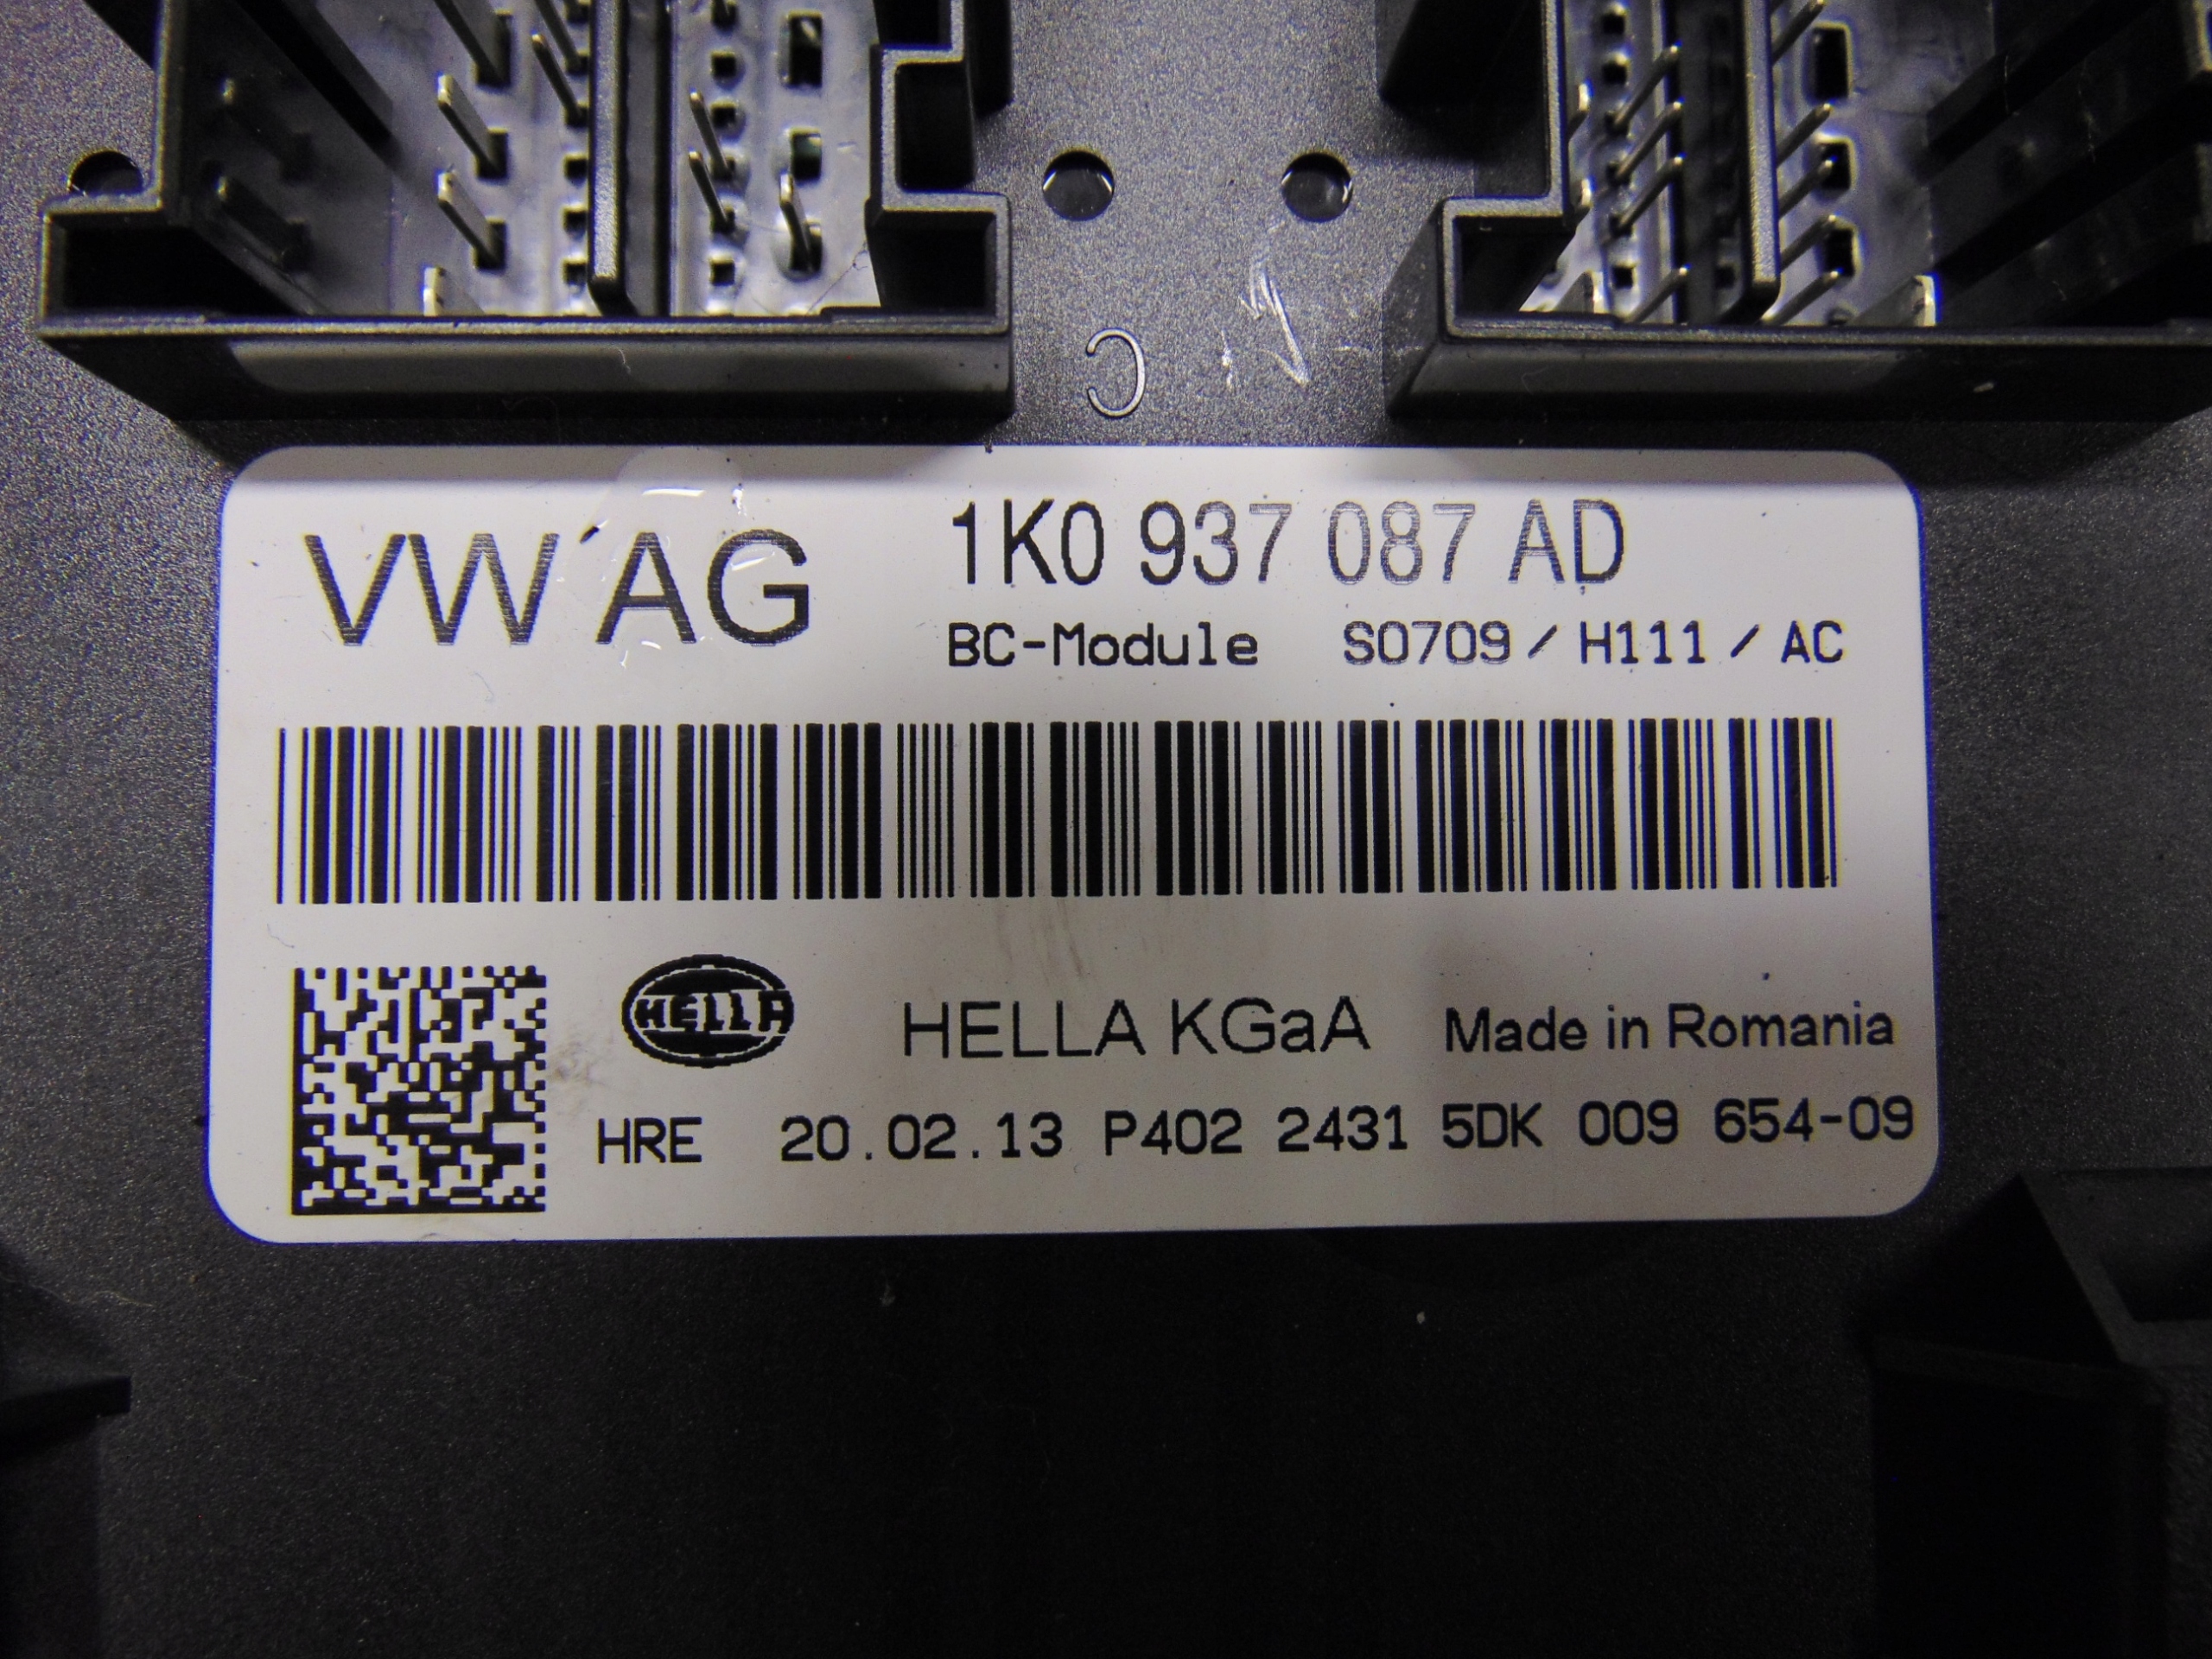 C
VW AG
1K0 937 087 AD
BC-Module S0709 / H111 / AC
HELLA
HELLA KGaA Made in Romania
HRE 20.02.13 P402 2431 5DK 009 654-09